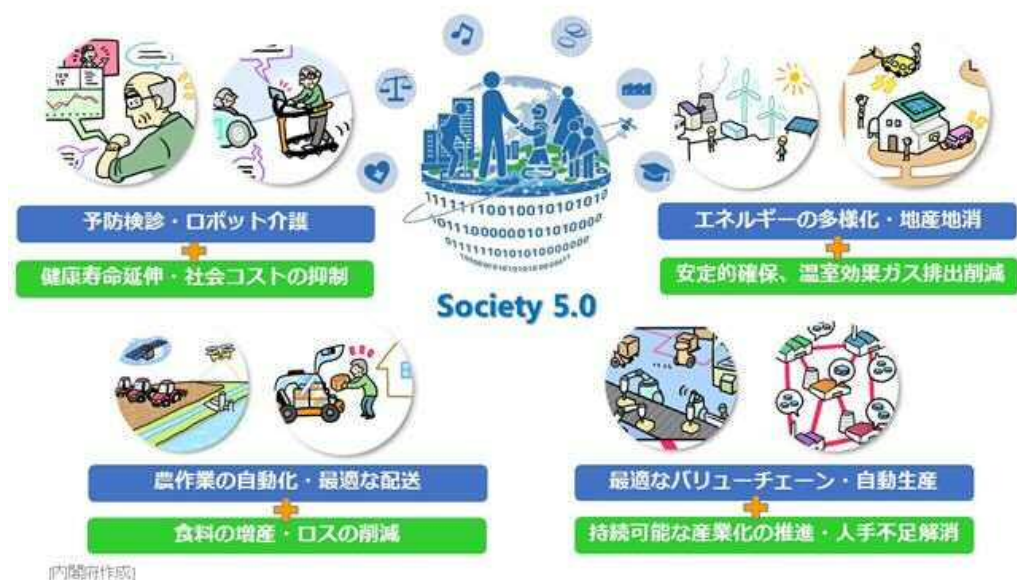 予防検診・ロボット介護
健康寿命延伸・社会コストの抑制
エネルギーの多様化・地産地消
安定的確保、温室効果ガス排出削減
11111110010010101010
0111000000101010100
011111101010100000000
Society 5.0
農作業の自動化・最適な配送
食料の増産・ロスの削減
最適なバリューチェーン・自動生産
持続可能な産業化の推進・人手不足解消
[内閣府作成]